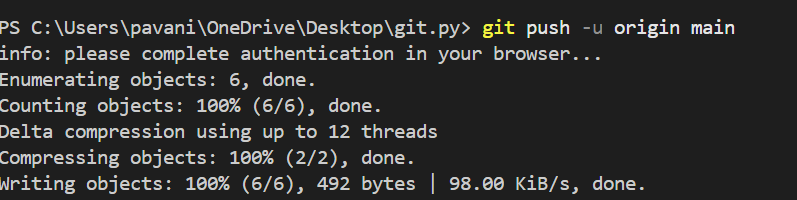 PS C:\Users\pavani\OneDrive\Desktop\git.py> git push -u origin main
info: please complete authentication in your browser...
Enumerating objects: 6, done.
Counting objects: 100% (6/6), done.
Delta compression using up to 12 threads
Compressing objects: 100% (2/2), done.
Writing objects: 100% (6/6), 492 bytes | 98.00 KiB/s, done.